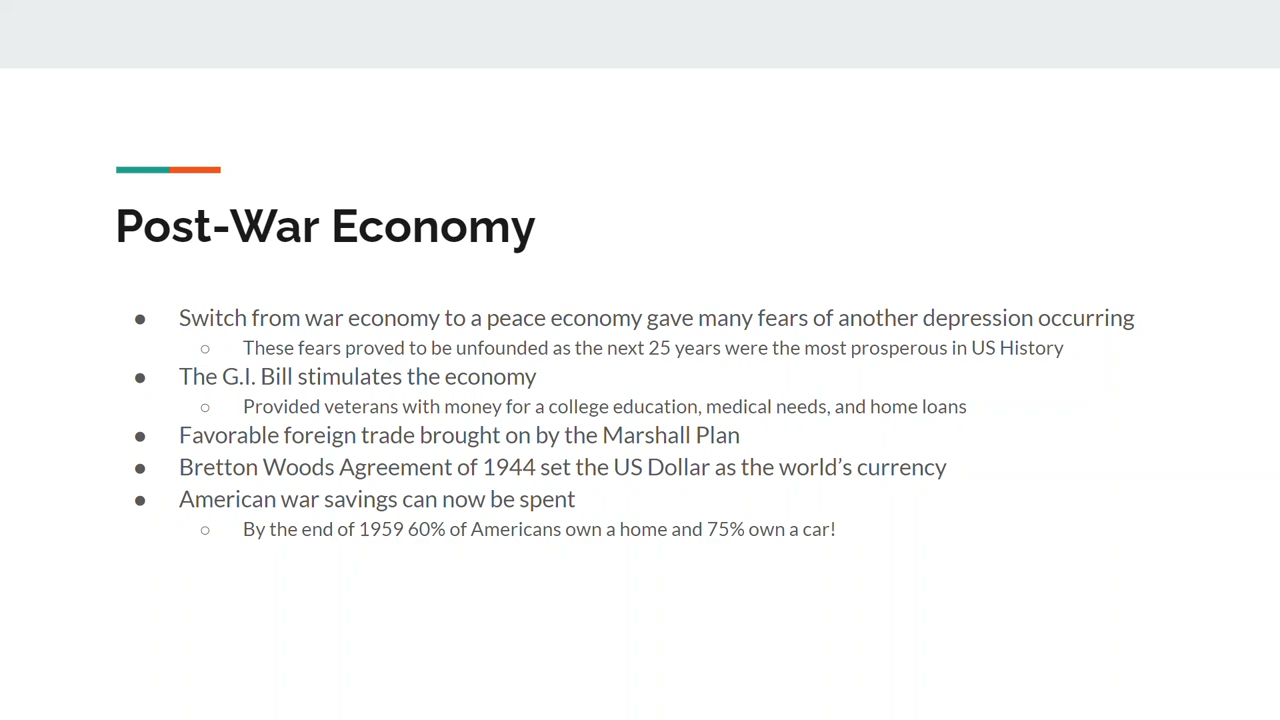 Post-War Economy
● Switch from war economy to a peace economy gave many fears of another depression occurring
○ These fears proved to be unfounded as the next 25 years were the most prosperous in US History
● The G.I. Bill stimulates the economy
○ Provided veterans with money for a college education, medical needs, and home loans
● Favorable foreign trade brought on by the Marshall Plan
● Bretton Woods Agreement of 1944 set the US Dollar as the world’s currency
● American war savings can now be spent
○ By the end of 1959 60% of Americans own a home and 75% own a car!